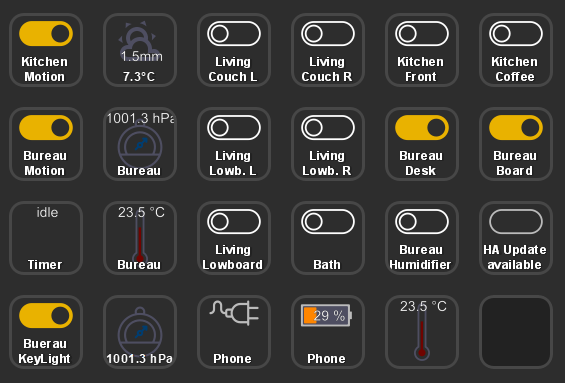 Kitchen
Motion
1.5mm
7.3°C
Living
Couch L
Living
Couch R
Kitchen
Front
Kitchen
Coffee
Bureau
Motion
1001.3 hPa
Bureau
Living
Lowb. L
Living
Lowb. R
Bureau
Desk
Bureau
Board
idle
Timer
23.5 °C
Bureau
Living
Lowboard
Bath
Bureau
Humidifier
HA Update
available
Buerau
KeyLight
1001.3 hPa
Phone
29 %
Phone
23.5 °C